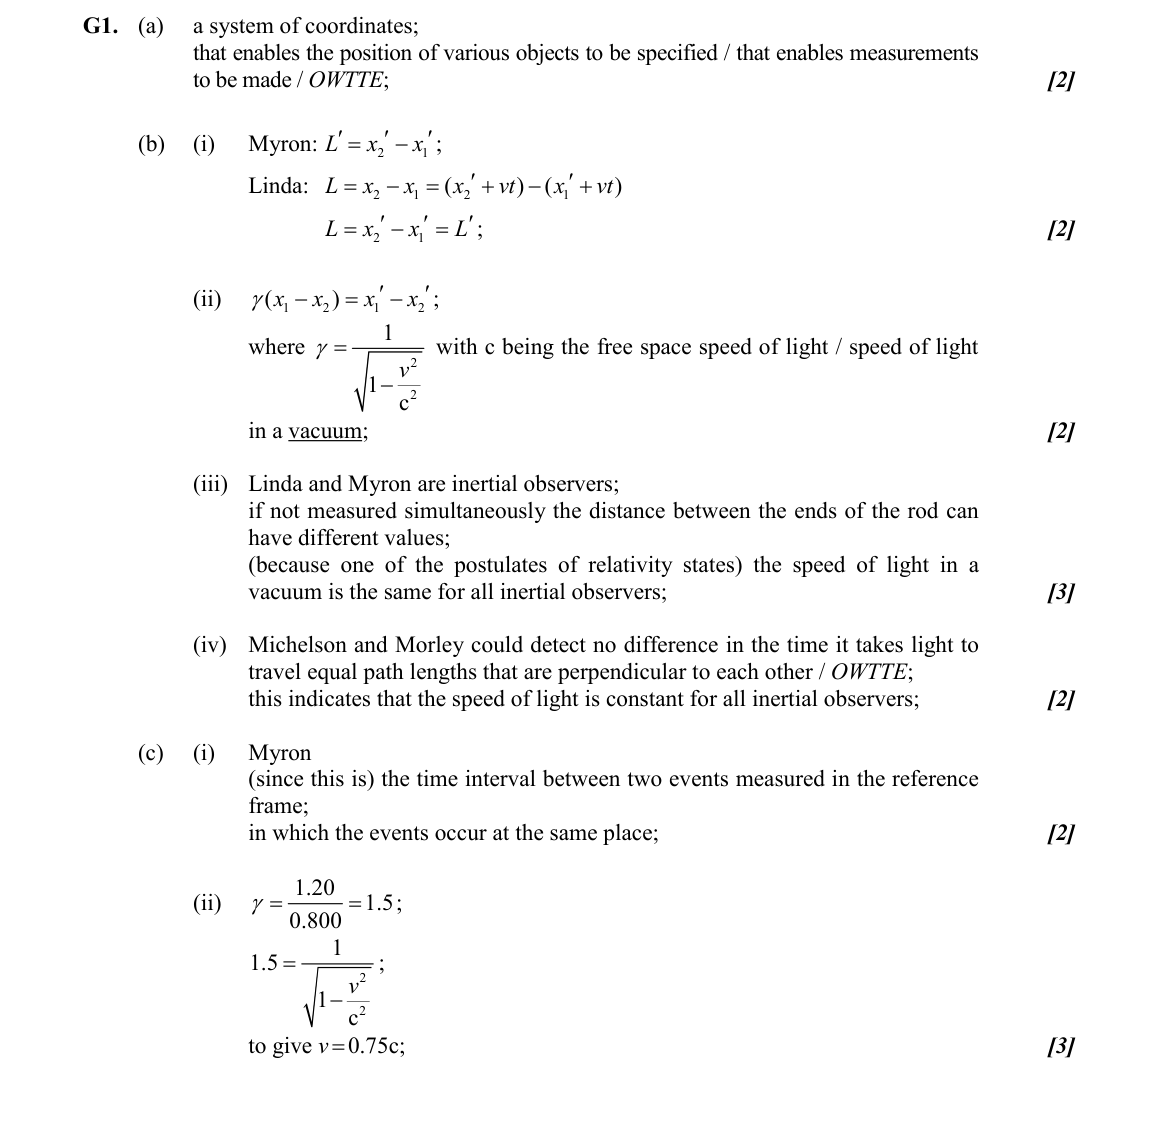 G1. (a) a system of coordinates;
that enables the position of various objects to be specified / that enables measurements
to be made / OWTTE; [2]
(b) (i) Myron: L′ = x₂′ − x₁′;
Linda: L = x₂ − x₁ = (x₂′ + vt) − (x₁′ + vt)
L = x₂′ − x₁′ = L′; [2]
(ii) γ(x₁ − x₂) = x₁′ − x₂′;
where γ = 1/√(1 − v²/c²) with c being the free space speed of light / speed of light
in a vacuum; [2]
(iii) Linda and Myron are inertial observers;
if not measured simultaneously the distance between the ends of the rod can
have different values;
(because one of the postulates of relativity states) the speed of light in a
vacuum is the same for all inertial observers; [3]
(iv) Michelson and Morley could detect no difference in the time it takes light to
travel equal path lengths that are perpendicular to each other / OWTTE;
this indicates that the speed of light is constant for all inertial observers; [2]
(c) (i) Myron
(since this is) the time interval between two events measured in the reference
frame;
in which the events occur at the same place; [2]
(ii) γ = 1.20/0.800 = 1.5;
1.5 = 1/√(1 − v²/c²);
to give v=0.75c; [3]